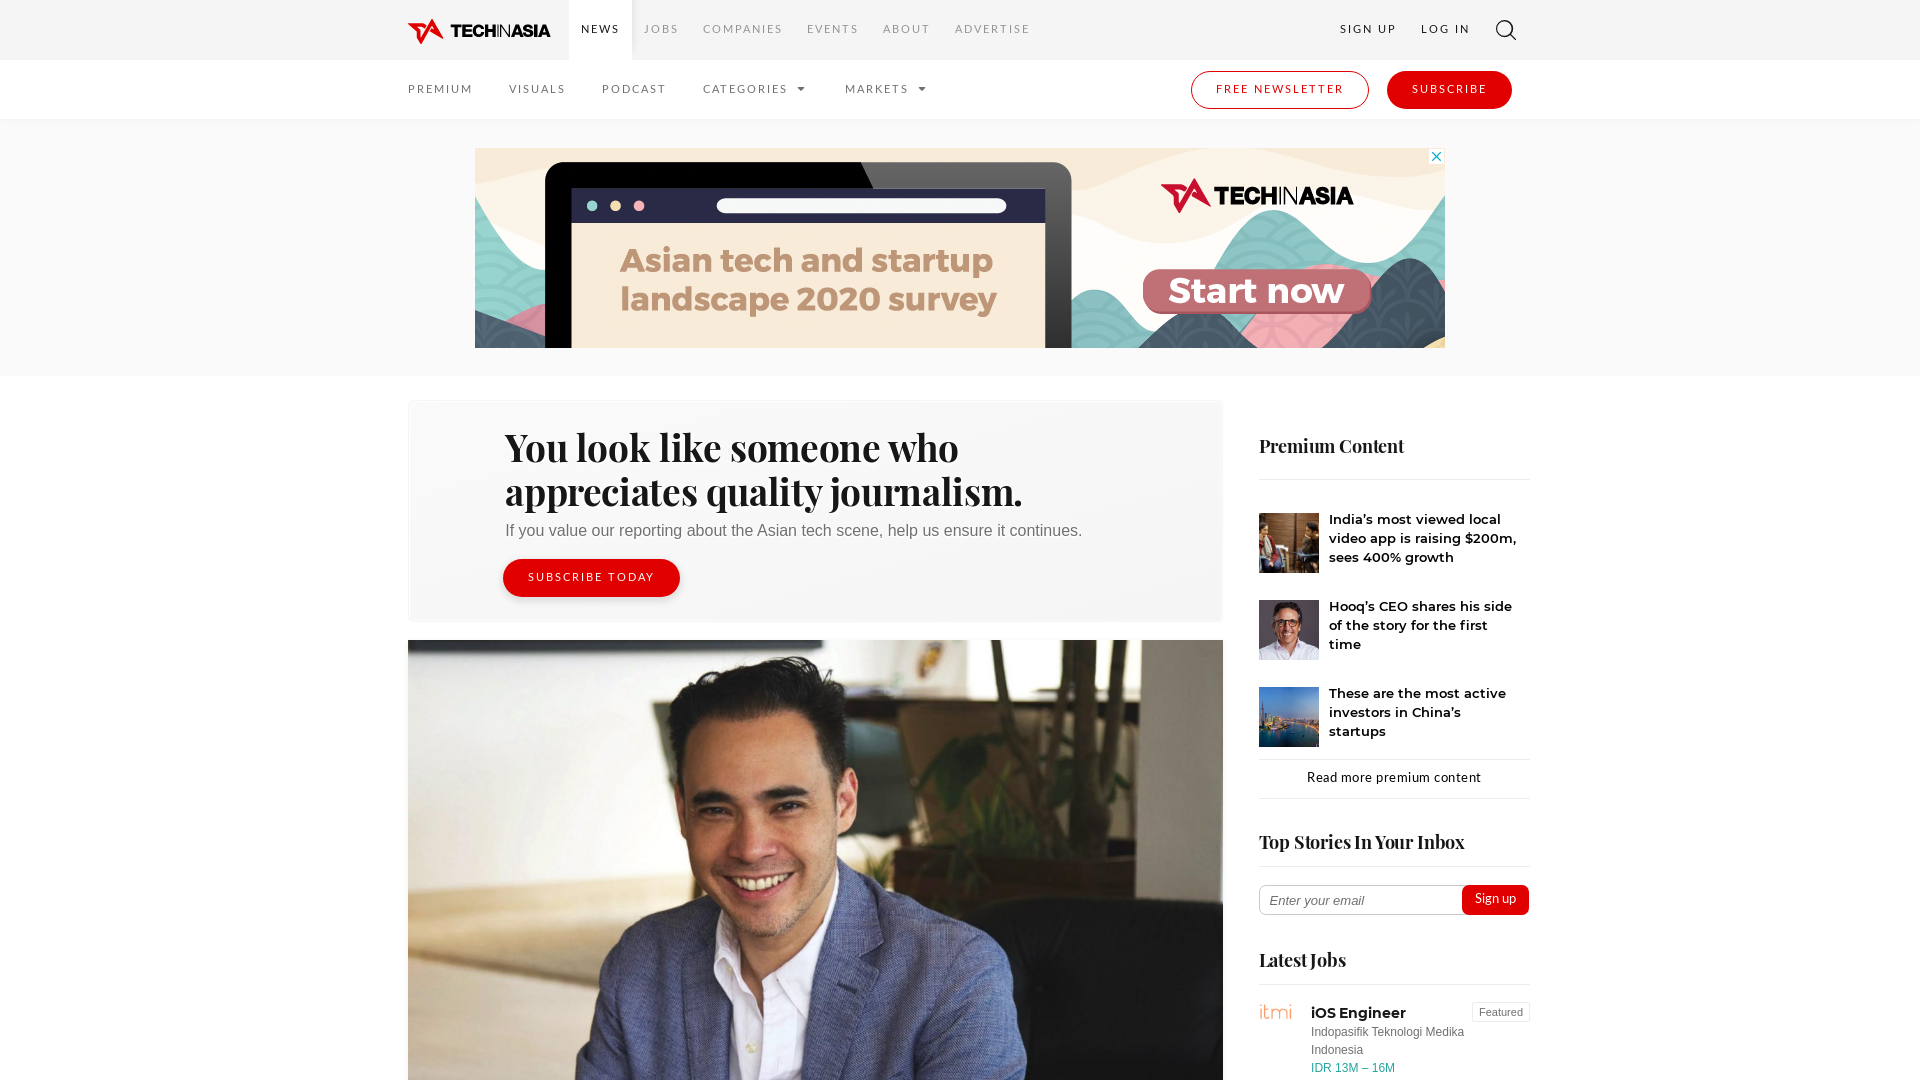 TECHINASIA
NEWS
JOBS
COMPANIES
EVENTS
ABOUT
ADVERTISE
SIGN UP
LOG IN
PREMIUM
VISUALS
PODCAST
CATEGORIES
MARKETS
FREE NEWSLETTER
SUBSCRIBE
Asian tech and startup
landscape 2020 survey
TECHINASIA
Start now
You look like someone who
appreciates quality journalism.
If you value our reporting about the Asian tech scene, help us ensure it continues.
SUBSCRIBE TODAY
Premium Content
India’s most viewed local
video app is raising $200m,
sees 400% growth
Hooq’s CEO shares his side
of the story for the first
time
These are the most active
investors in China’s
startups
Read more premium content
Top Stories In Your Inbox
Enter your email
Sign up
Latest Jobs
itmi
iOS Engineer
Featured
Indopasifik Teknologi Medika
Indonesia
IDR 13M – 16M